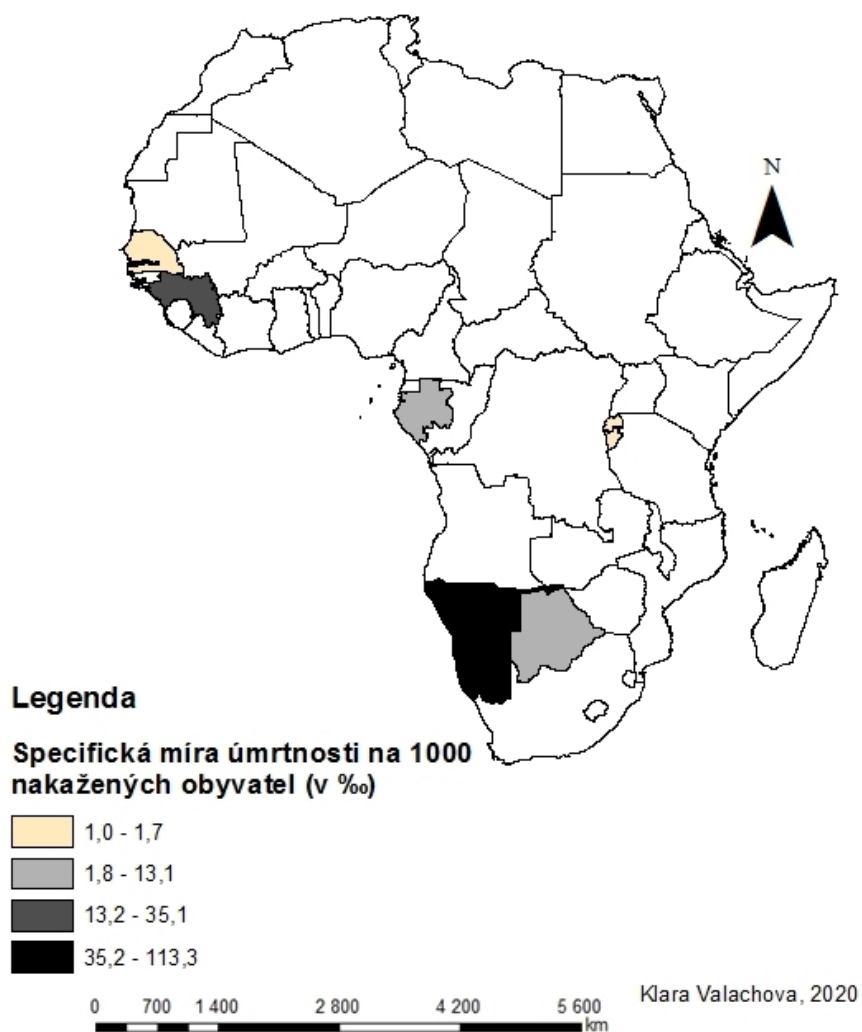 N
Legenda
Specifická míra úmrtnosti na 1000
nakažených obyvatel (v ‰)
1,0 - 1,7
1,8 - 13,1
13,2 - 35,1
35,2 - 113,3
0 700 1 400 2 800 4 200 5 600
km
Klara Valachova, 2020